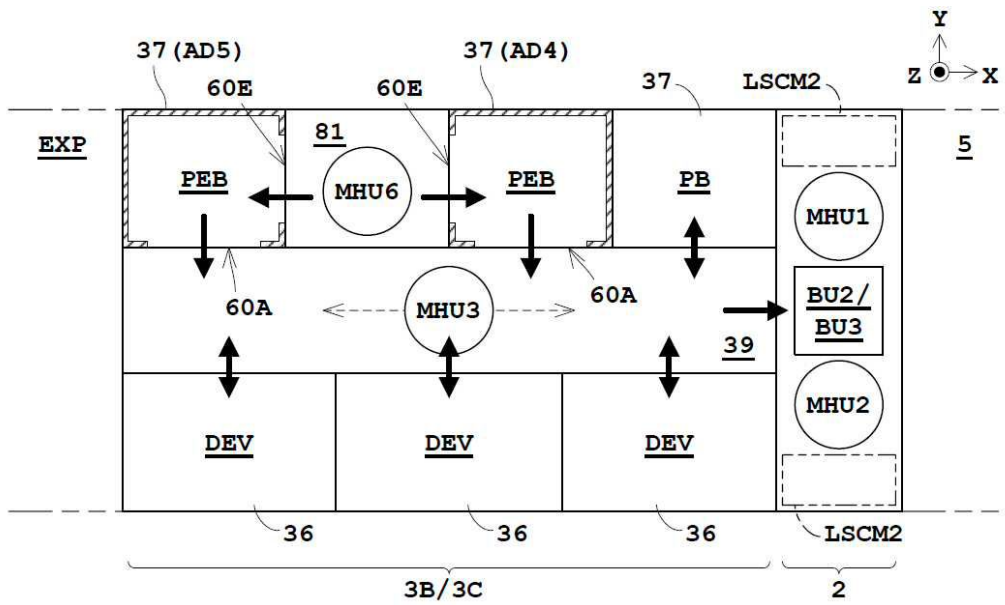 37(AD5)
37(AD4)
Y
Z
X
60E
60E
37
LSCM2
EXP
81
5
PEB
MHU6
PEB
PB
MHU1
60A
MHU3
60A
BU2/
BU3
39
MHU2
DEV
DEV
DEV
36
36
36
LSCM2
3B/3C
2